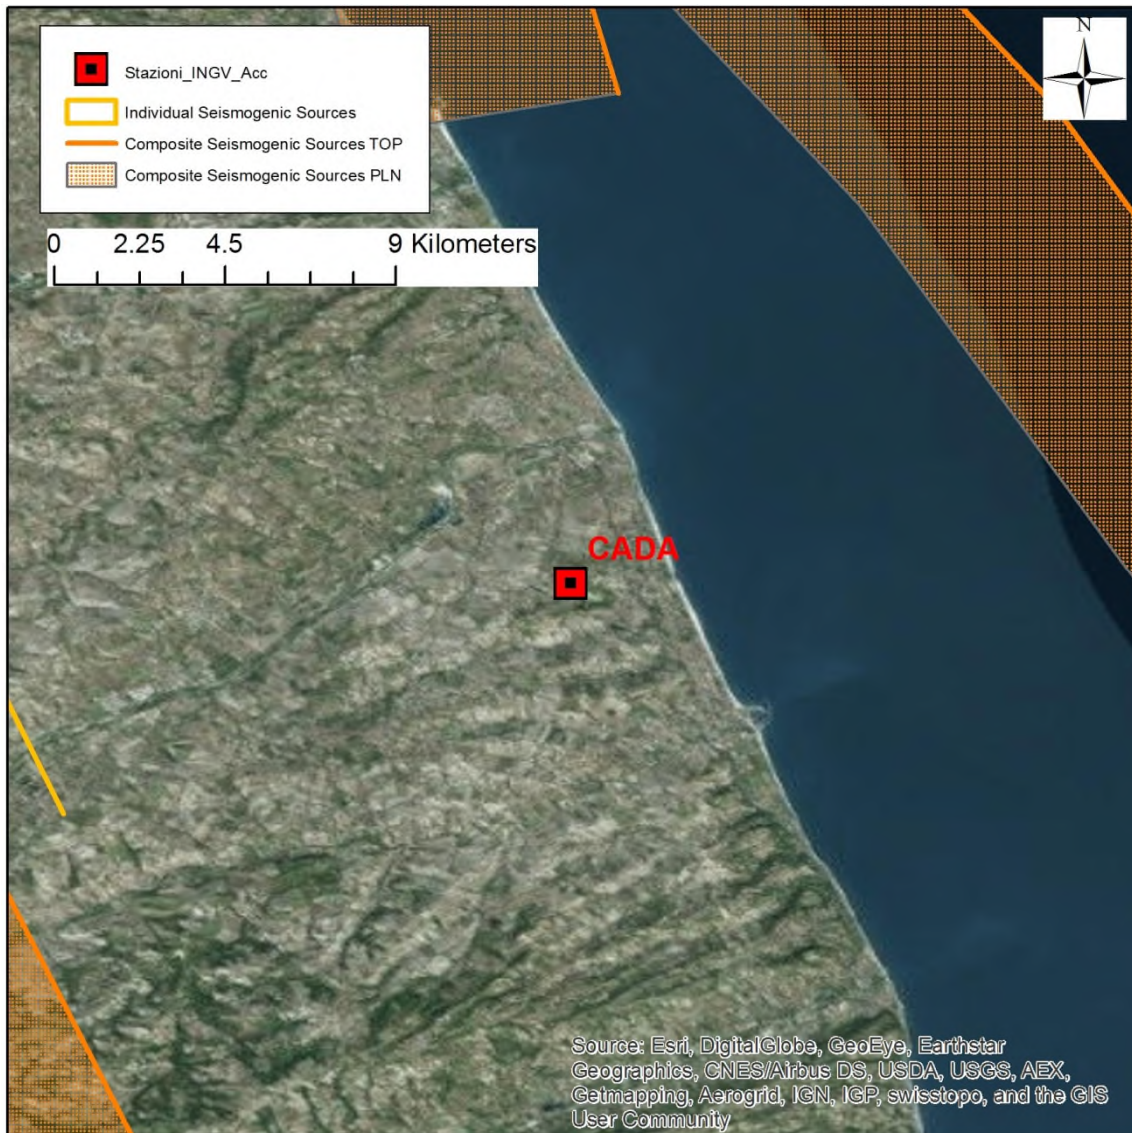 N
Stazioni_INGV_Acc
Individual Seismogenic Sources
Composite Seismogenic Sources TOP
Composite Seismogenic Sources PLN
0 2.25 4.5 9 Kilometers
CADA
Source: Esri, DigitalGlobe, GeoEye, Earthstar
Geographics, CNES/Airbus DS, USDA, USGS, AEX,
Getmapping, Aerogrid, IGN, IGP, swisstopo, and the GIS
User Community